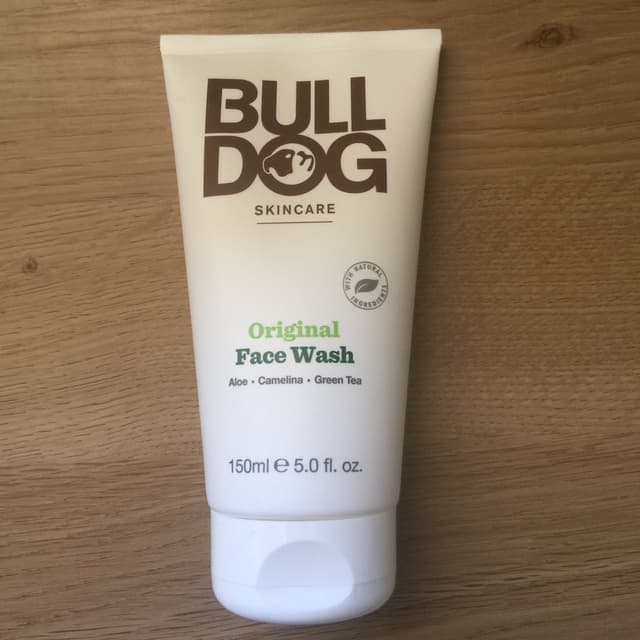 BULL
DOG
SKINCARE
WITH NATURAL
INGREDIENTS
Original
Face Wash
Aloe • Camelina • Green Tea
150ml ℮ 5.0 fl. oz.